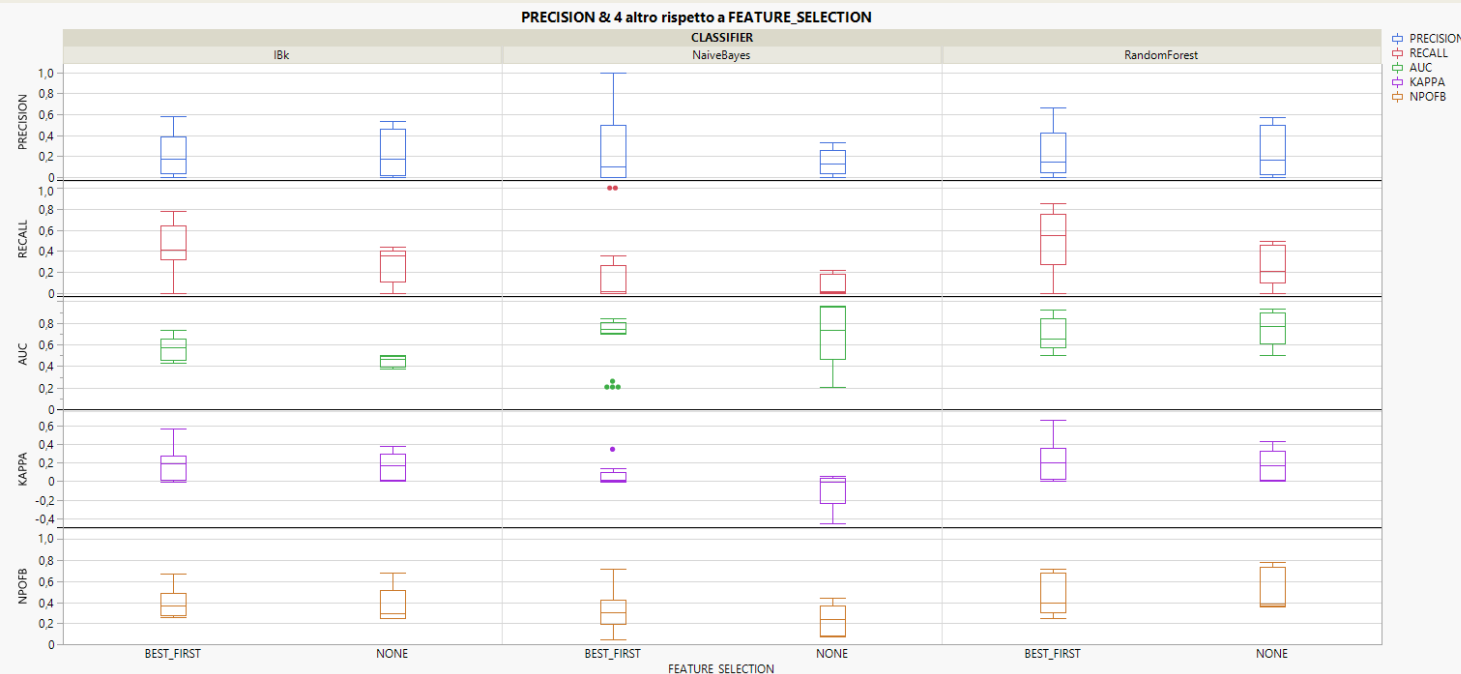 PRECISION & 4 altro rispetto a FEATURE_SELECTION
CLASSIFIER
IBk NaiveBayes RandomForest
PRECISION
RECALL
AUC
KAPPA
NPOFB
PRECISION
1,0
0,8
0,6
0,4
0,2
0
RECALL
1,0
0,8
0,6
0,4
0,2
0
AUC
0,8
0,6
0,4
0,2
0
KAPPA
0,6
0,4
0,2
0
-0,2
-0,4
NPOFB
1,0
0,8
0,6
0,4
0,2
0
BEST_FIRST NONE BEST_FIRST NONE BEST_FIRST NONE
FEATURE SELECTION